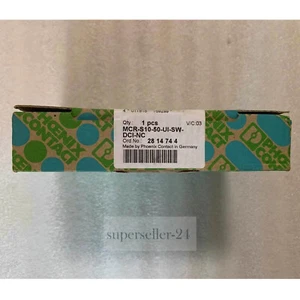 Qty.: 1 pcs V/C:03
MCR-S10-50-UI-SW-
DCI-NC
Ord.No.: 28 14 74 4
Made by Phoenix Contact in Germany
PHOENIX
superseller-24